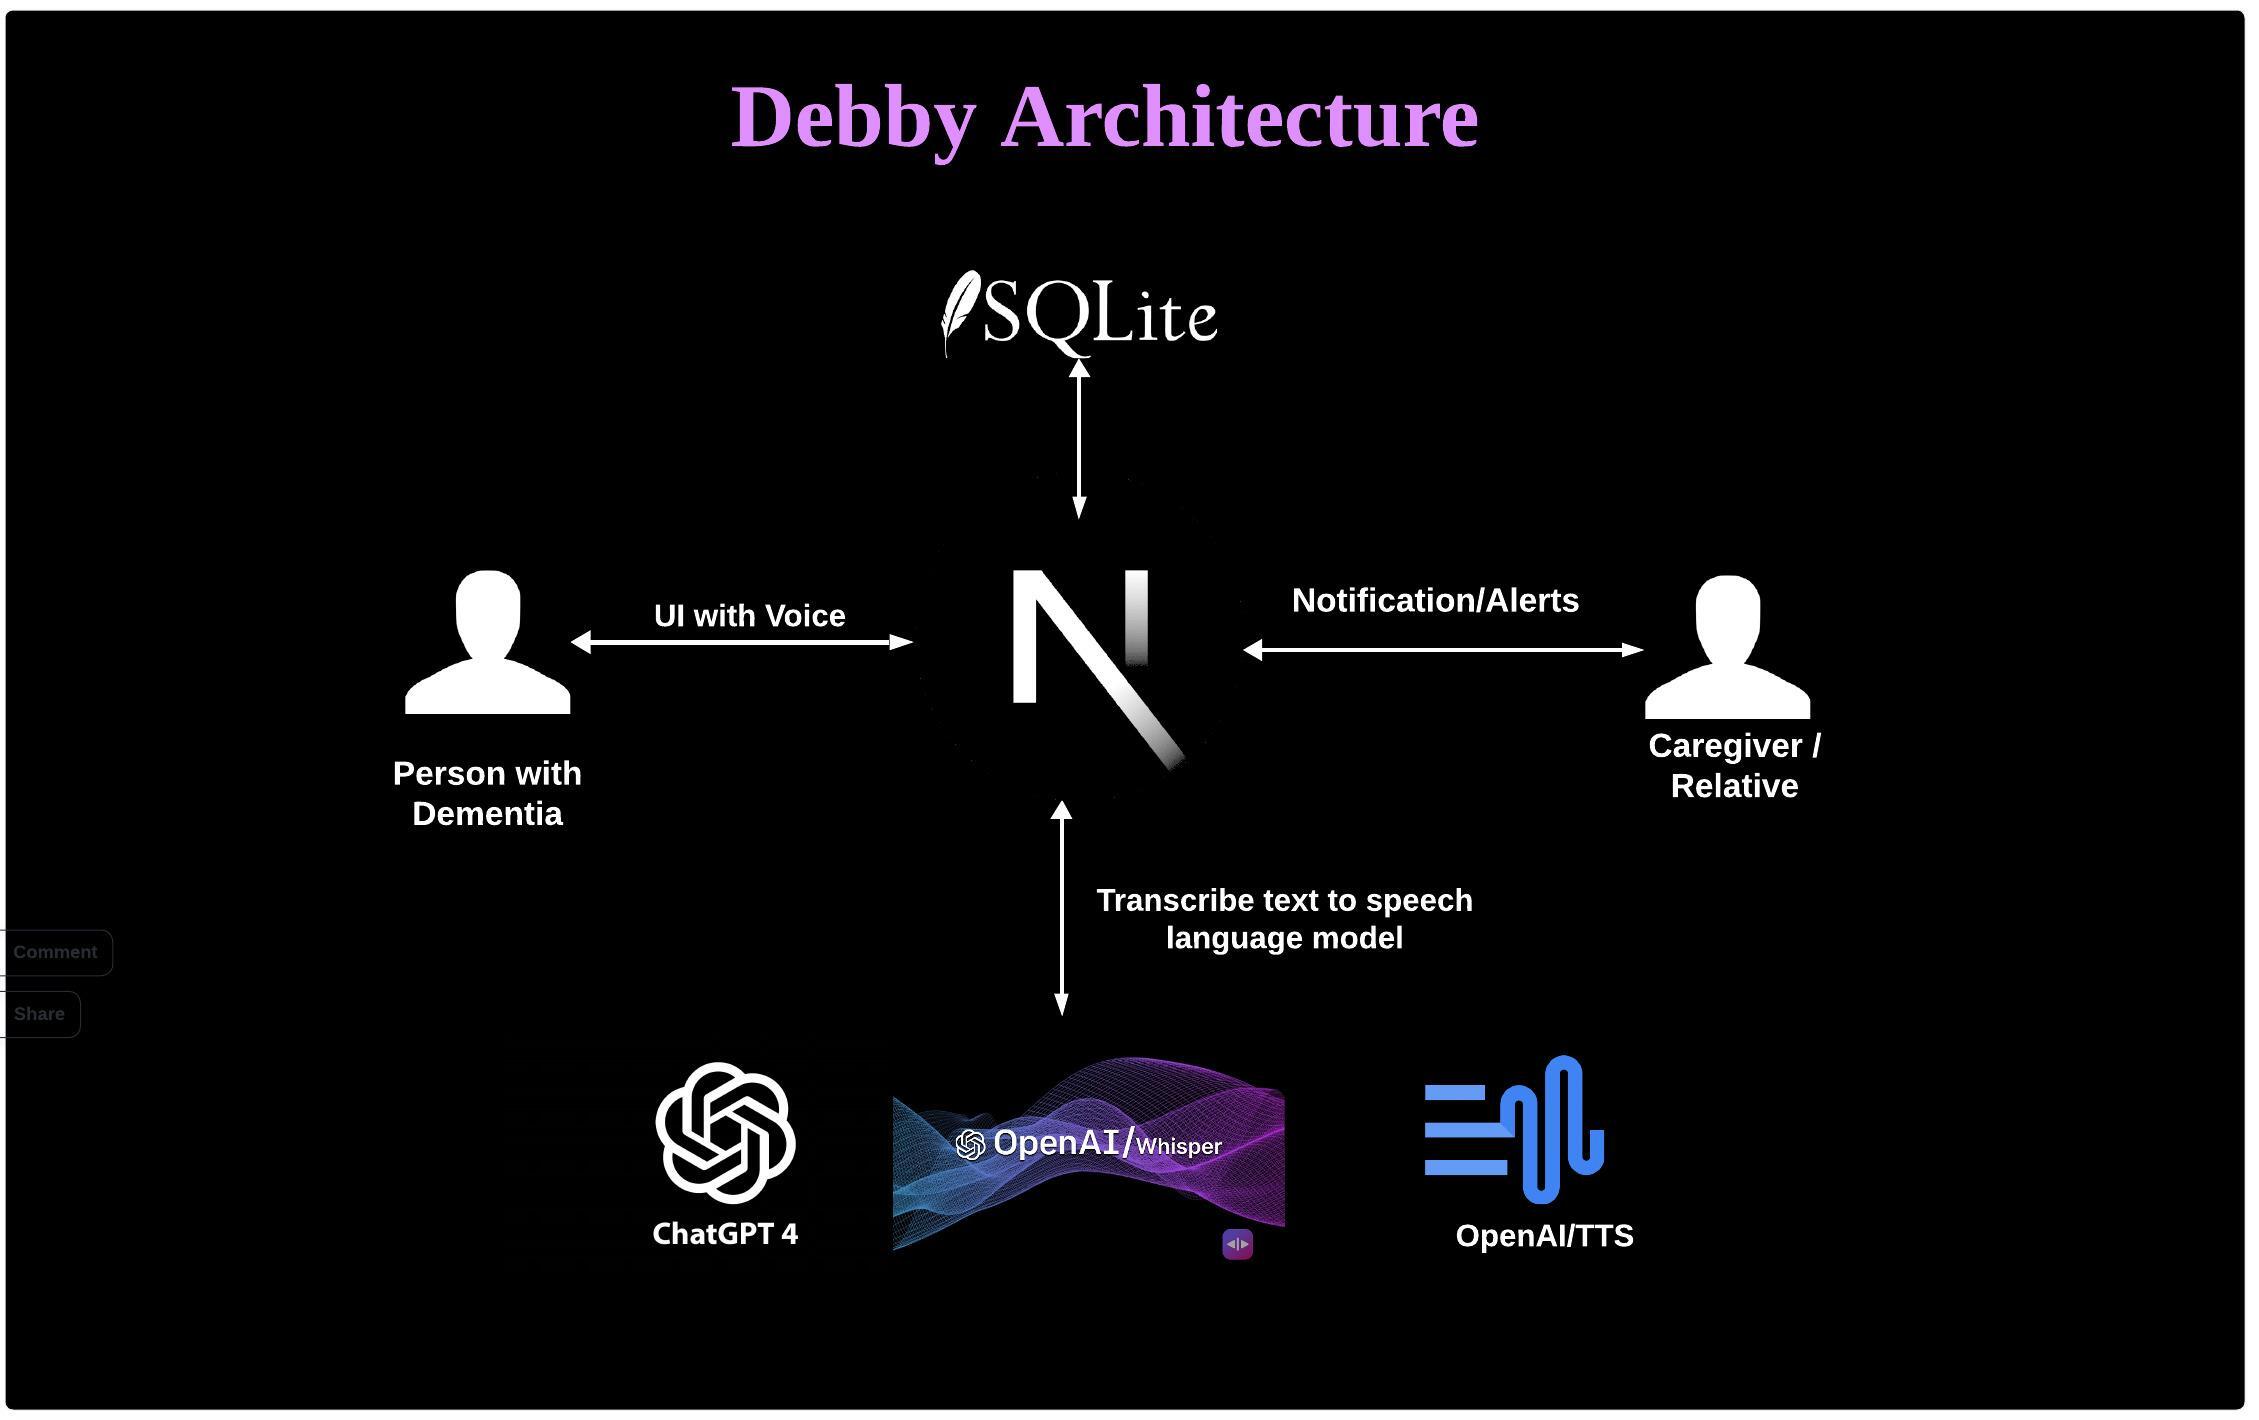 Debby Architecture
SQLite
UI with Voice
Notification/Alerts
Person with
Dementia
Caregiver /
Relative
Transcribe text to speech
language model
Comment
Share
ChatGPT 4
OpenAI/Whisper
OpenAI/TTS